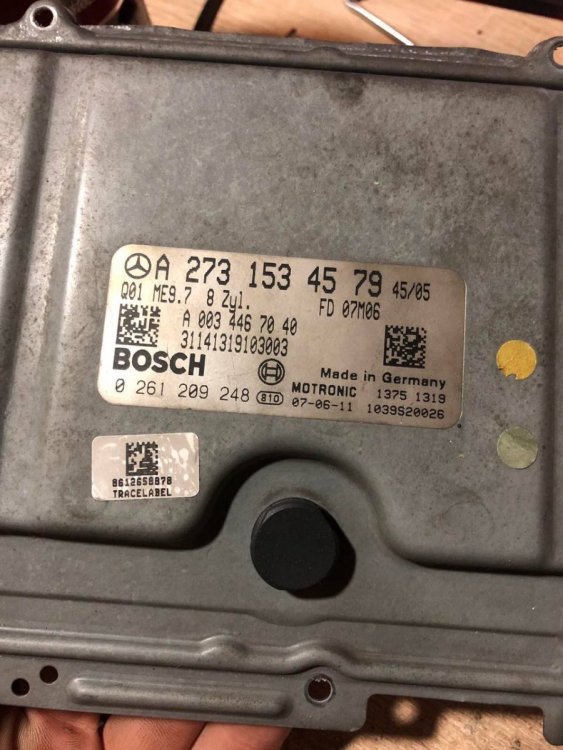 A 273 153 45 79 45/05
Q01 ME9.7 8 Zyl. FD 07M06
A 003 446 70 40
31141319103003
BOSCH
Made in Germany
0 261 209 248 810 MOTRONIC 1375 1319
07-06-11 1039S20026
8612658878
TRACELABEL